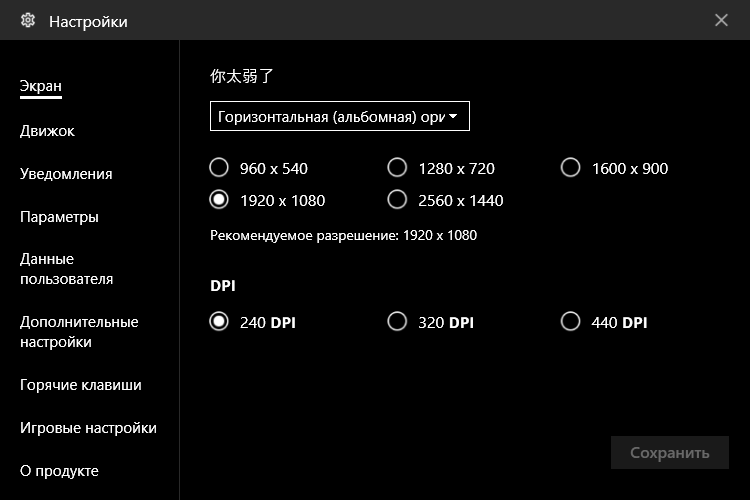 Настройки
Экран
Движок
Уведомления
Параметры
Данные
пользователя
Дополнительные
настройки
Горячие клавиши
Игровые настройки
О продукте
你太弱了
Горизонтальная (альбомная) ори
960 x 540 1280 x 720 1600 x 900
1920 x 1080 2560 x 1440
Рекомендуемое разрешение: 1920 x 1080
DPI
240 DPI 320 DPI 440 DPI
Сохранить